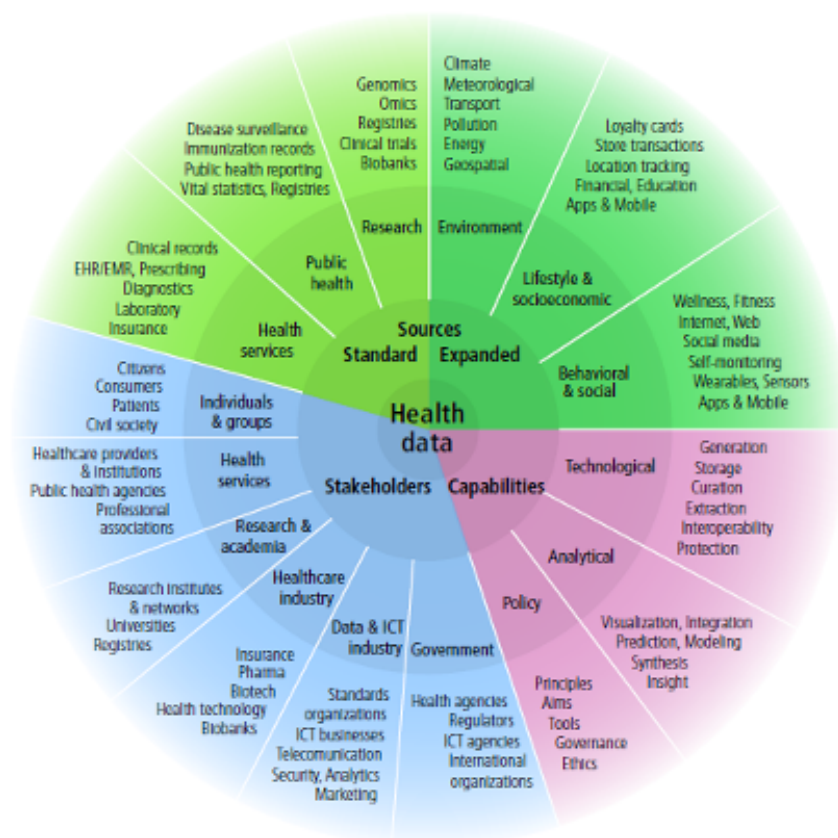 Health
data
Sources
Standard
Expanded
Stakeholders
Capabilities
Research
Genomics
Omics
Registries
Clinical trials
Biobanks
Environment
Climate
Meteorological
Transport
Pollution
Energy
Geospatial
Lifestyle &
socioeconomic
Loyalty cards
Store transactions
Location tracking
Financial, Education
Apps & Mobile
Behavioral
& social
Wellness, Fitness
Internet, Web
Social media
Self-monitoring
Wearables, Sensors
Apps & Mobile
Technological
Generation
Storage
Curation
Extraction
Interoperability
Protection
Analytical
Visualization, Integration
Prediction, Modeling
Synthesis
Insight
Policy
Principles
Aims
Tools
Governance
Ethics
Government
Health agencies
Regulators
ICT agencies
International
organizations
Data & ICT
industry
Standards
organizations
ICT businesses
Telecomunication
Security, Analytics
Marketing
Healthcare
industry
Insurance
Pharma
Biotech
Health technology
Biobanks
Research &
academia
Research institutes
& networks
Universities
Registries
Health
services
Healthcare providers
& institutions
Public health agencies
Professional
associations
Individuals
& groups
Citizens
Consumers
Patients
Civil society
Health
services
Clinical records
EHR/EMR, Prescribing
Diagnostics
Laboratory
Insurance
Public
health
Disease surveillance
Immunization records
Public health reporting
Vital statistics, Registries